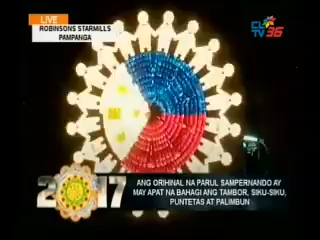 LIVE
ROBINSONS STARMILLS
PAMPANGA
CLTV36
2017
ANG ORIHINAL NA PARUL SAMPERNANDO AY
MAY APAT NA BAHAGI ANG TAMBOR, SIKU-SIKU,
PUNTETAS AT PALIMBUN